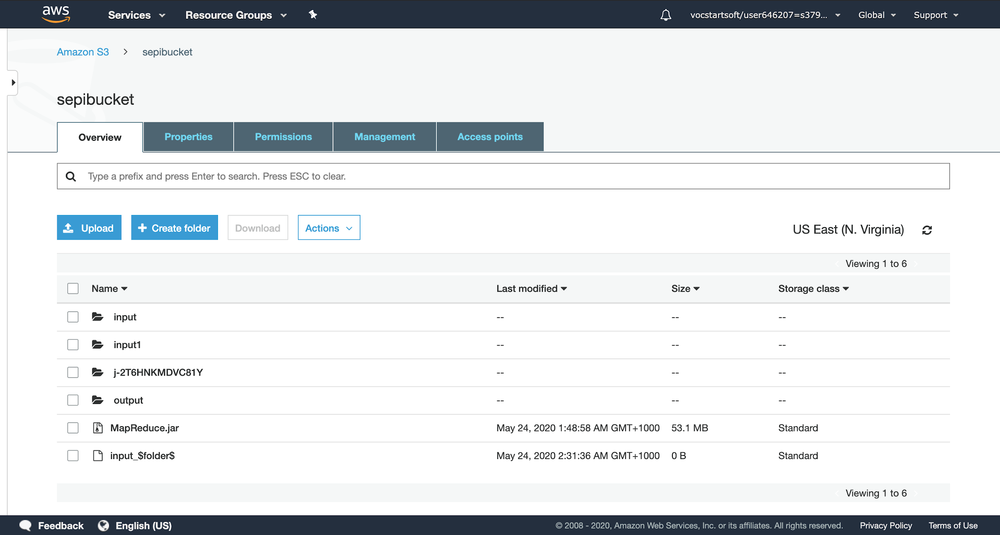 aws Services Resource Groups vocstartsoft/user646207=s379... Global Support
Amazon S3 > sepibucket
sepibucket
Overview Properties Permissions Management Access points
Type a prefix and press Enter to search. Press ESC to clear.
Upload + Create folder Download Actions US East (N. Virginia)
Viewing 1 to 6
Name Last modified Size Storage class
input -- -- --
input1 -- -- --
j-2T6HNKMDVC81Y -- -- --
output -- -- --
MapReduce.jar May 24, 2020 1:48:58 AM GMT+1000 53.1 MB Standard
input_$folder$ May 24, 2020 2:31:36 AM GMT+1000 0 B Standard
Viewing 1 to 6
Feedback English (US) © 2008 - 2020, Amazon Web Services, Inc. or its affiliates. All rights reserved. Privacy Policy Terms of Use